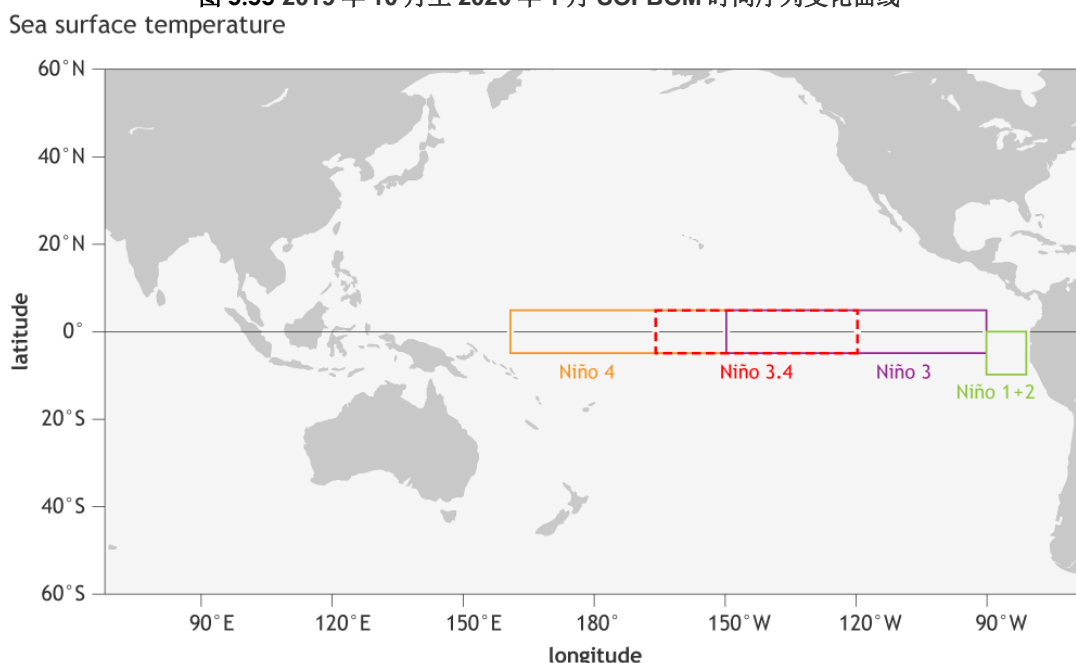 Sea surface temperature
60°N
40°N
20°N
0°
20°S
40°S
60°S
latitude
Niño 4
Niño 3.4
Niño 3
Niño 1+2
90°E
120°E
150°E
180°
150°W
120°W
90°W
longitude